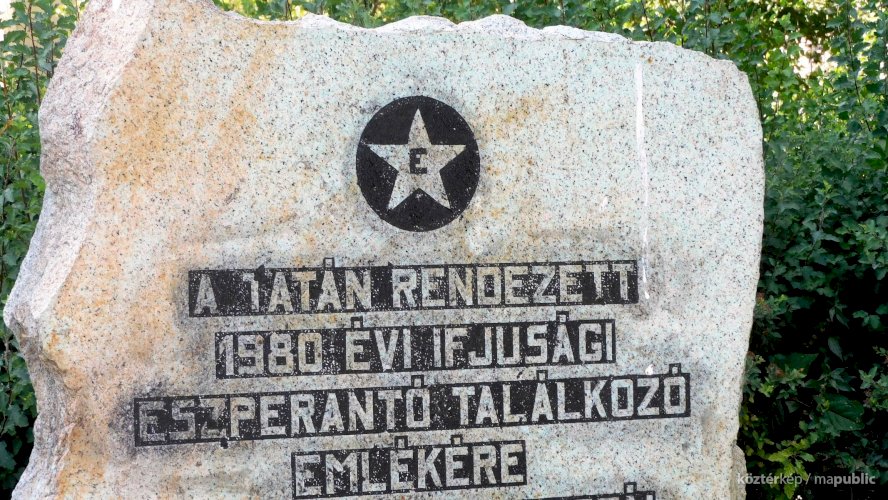 E
A TATÁN RENDEZETT
1980 ÉVI IFJUSÁGI
ESZPERANTÓ TALÁLKOZÓ
EMLÉKÉRE
köztérkép / mapublic